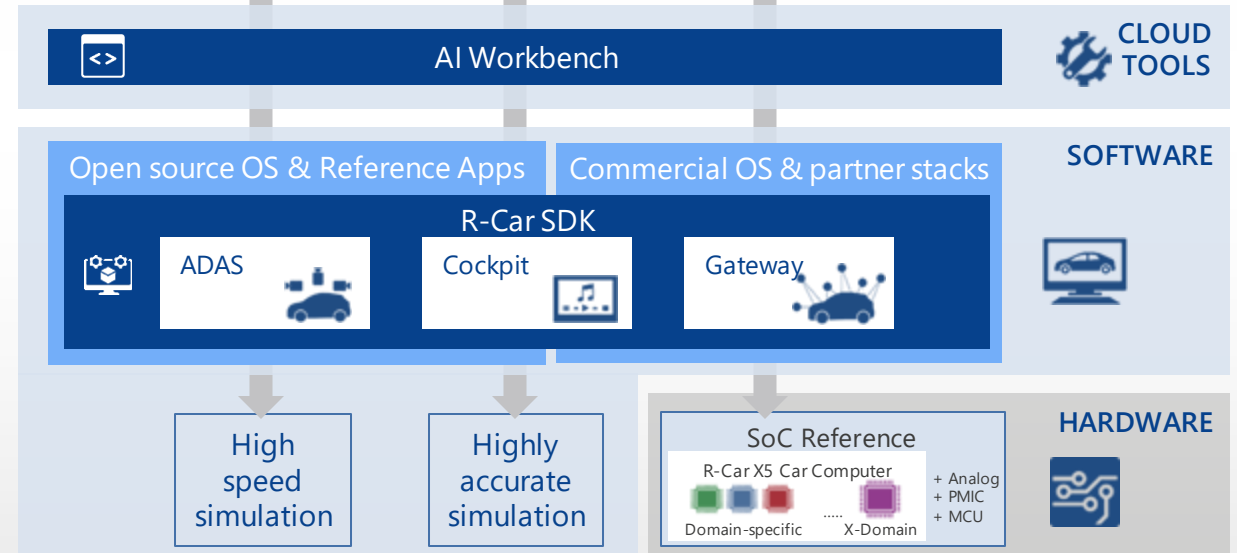 <>
AI Workbench
CLOUD
TOOLS
Open source OS & Reference Apps
Commercial OS & partner stacks
SOFTWARE
R-Car SDK
ADAS
Cockpit
Gateway
High
speed
simulation
Highly
accurate
simulation
HARDWARE
SoC Reference
R-Car X5 Car Computer
.....
Domain-specific
X-Domain
+ Analog
+ PMIC
+ MCU